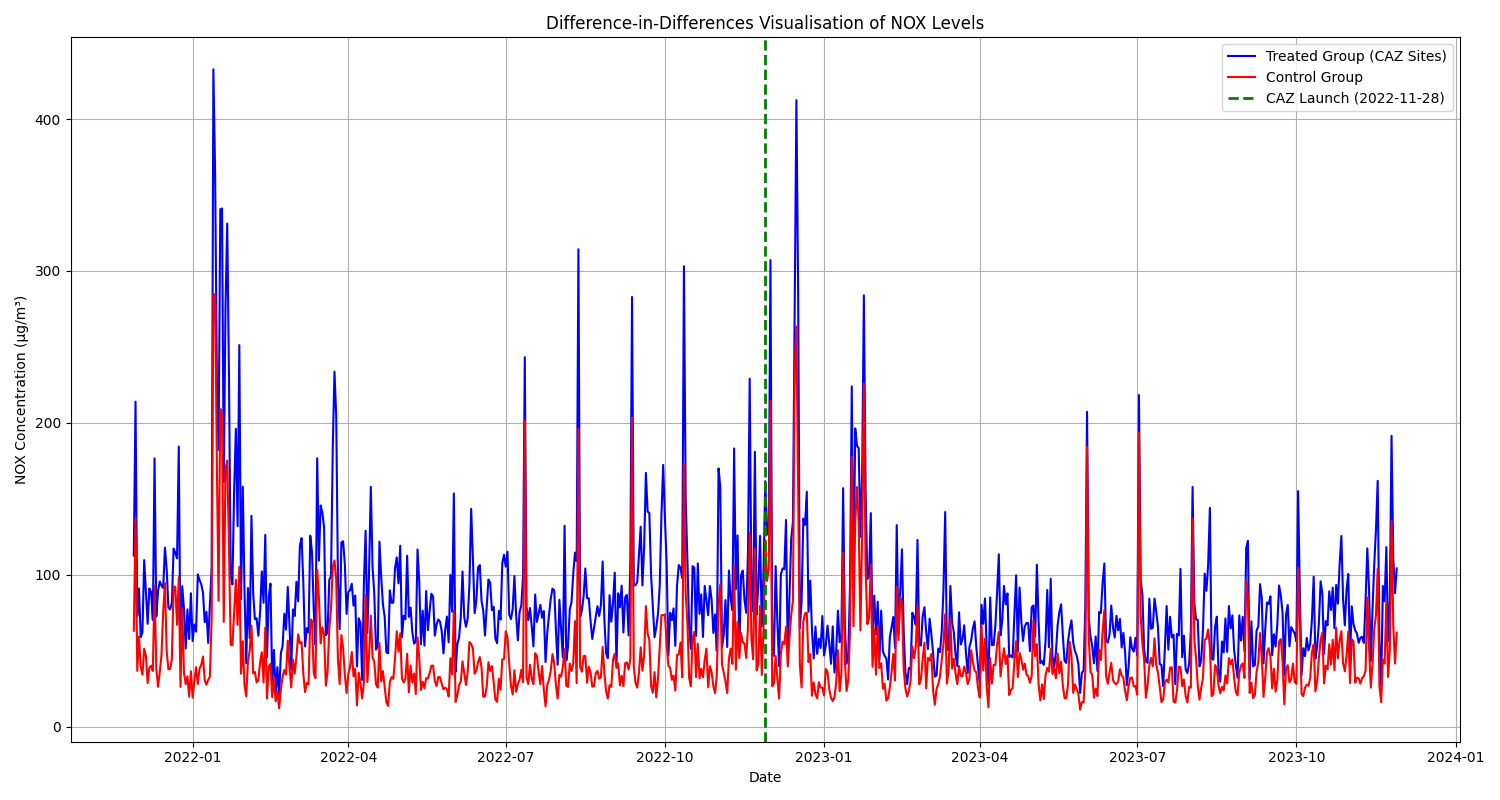 Difference-in-Differences Visualisation of NOX Levels
Treated Group (CAZ Sites)
Control Group
CAZ Launch (2022-11-28)
NOX Concentration (µg/m³)
400
300
200
100
0
2022-01
2022-04
2022-07
2022-10
2023-01
2023-04
2023-07
2023-10
2024-01
Date